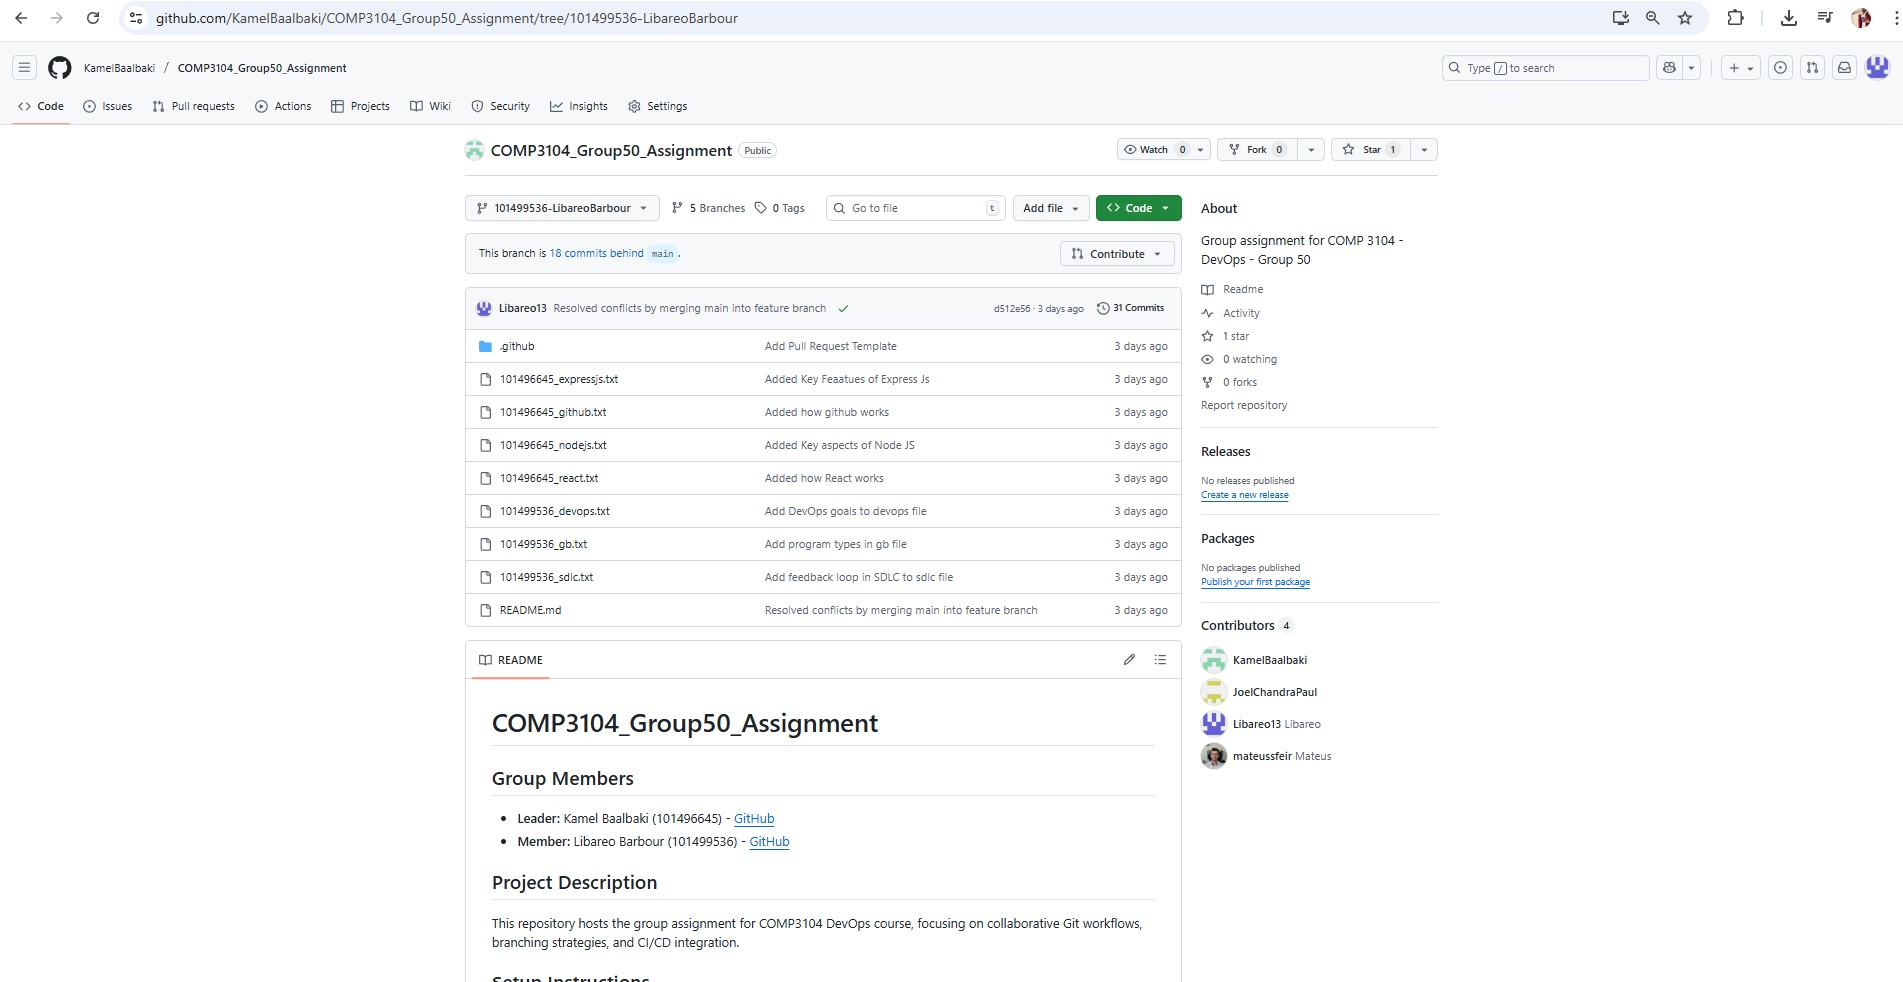 github.com/KamelBaalbaki/COMP3104_Group50_Assignment/tree/101499536-LibareoBarbour
KamelBaalbaki / COMP3104_Group50_Assignment
Type / to search
Code Issues Pull requests Actions Projects Wiki Security Insights Settings
COMP3104_Group50_Assignment Public
Watch 0 Fork 0 Star 1
101499536-LibareoBarbour 5 Branches 0 Tags Go to file t Add file Code
This branch is 18 commits behind main .
Contribute
Libareo13 Resolved conflicts by merging main into feature branch d512e56 · 3 days ago 31 Commits
.github Add Pull Request Template 3 days ago
101496645_expressjs.txt Added Key Feaatues of Express Js 3 days ago
101496645_github.txt Added how github works 3 days ago
101496645_nodejs.txt Added Key aspects of Node JS 3 days ago
101496645_react.txt Added how React works 3 days ago
101499536_devops.txt Add DevOps goals to devops file 3 days ago
101499536_gb.txt Add program types in gb file 3 days ago
101499536_sdlc.txt Add feedback loop in SDLC to sdlc file 3 days ago
README.md Resolved conflicts by merging main into feature branch 3 days ago
README
COMP3104_Group50_Assignment
Group Members
Leader: Kamel Baalbaki (101496645) - GitHub
Member: Libareo Barbour (101499536) - GitHub
Project Description
This repository hosts the group assignment for COMP3104 DevOps course, focusing on collaborative Git workflows,
branching strategies, and CI/CD integration.
Setup Instructions
About
Group assignment for COMP 3104 -
DevOps - Group 50
Readme
Activity
1 star
0 watching
0 forks
Report repository
Releases
No releases published
Create a new release
Packages
No packages published
Publish your first package
Contributors 4
KamelBaalbaki
JoelChandraPaul
Libareo13 Libareo
mateussfeir Mateus